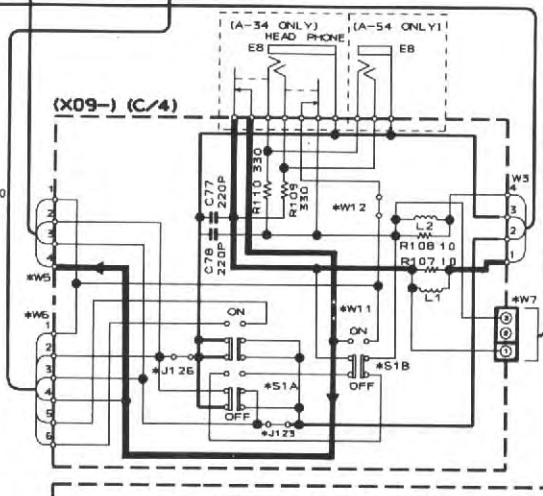 (A-34 ONLY)
(A-54 ONLY)
HEAD PHONE
E8
E8
(X09-) (C/4)
C77
220P
C78
220P
R110
330
R109
330
*W12
W3
4
3
2
1
L2
R108 10
R107 10
L1
1
2
3
4
*W5
*W6
1
2
3
4
5
6
ON
*J126
*S1A
OFF
*J123
*W11
ON
*S1B
OFF
*W7
3
2
1